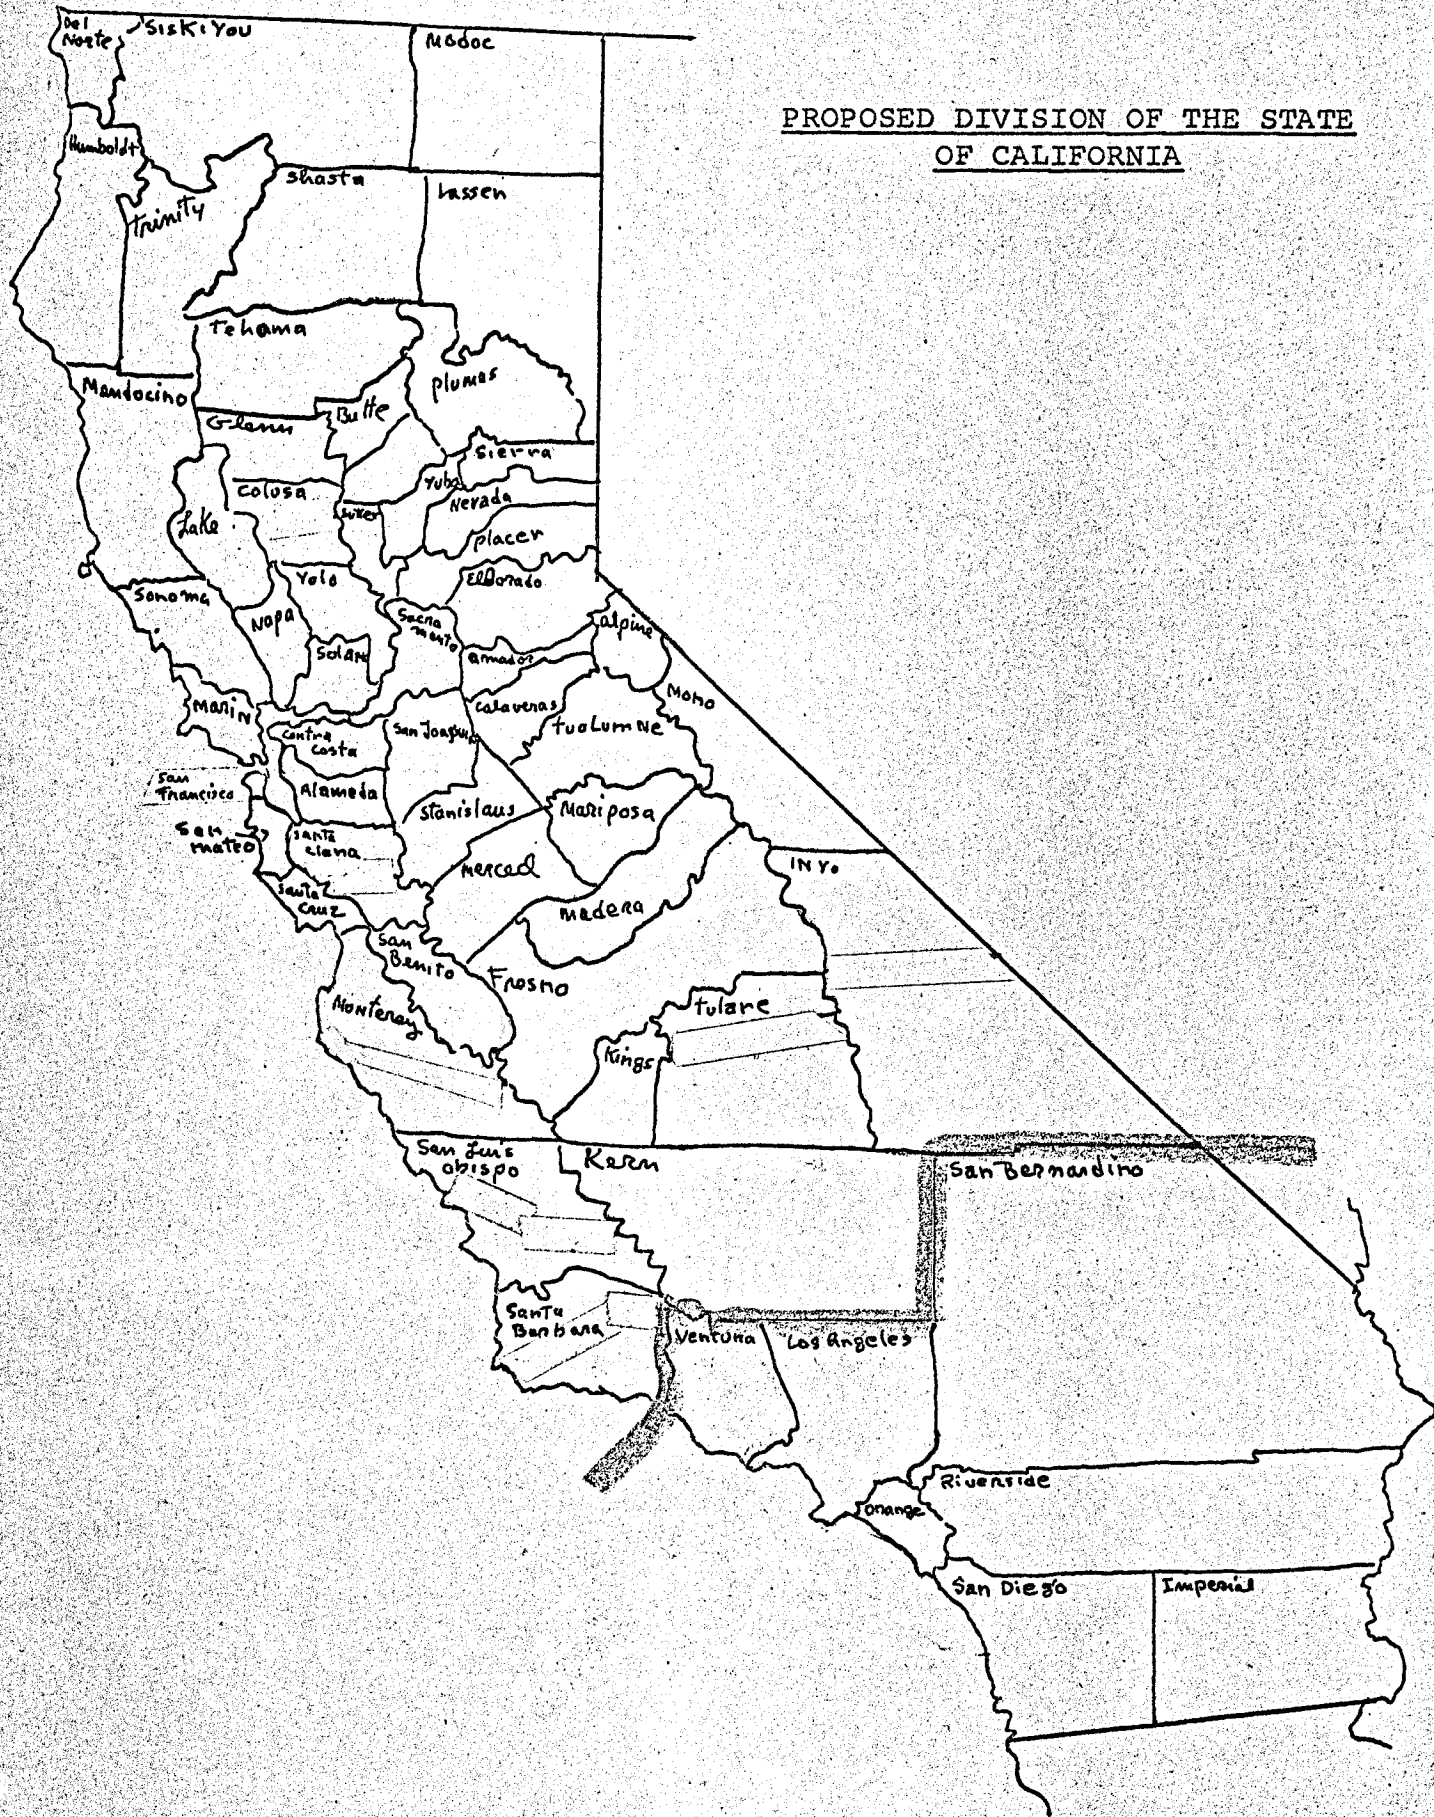 PROPOSED DIVISION OF THE STATE
OF CALIFORNIA
Del
Norte
SisKiYou
Modoc
Humboldt
Trinity
Shasta
Lassen
Tehama
Plumas
Mendocino
Glenn
Butte
Sierra
Colusa
Yuba
Nevada
Sutter
Lake
Placer
Yolo
ElDorado
Sonoma
Napa
Sacra
mento
alpine
Solano
amador
Mono
Marin
Calaveras
Contra
Costa
San Joaquin
TuoLumNe
San
Francisco
Alameda
Stanislaus
Mariposa
San
mateo
Santa
Clara
merced
INYo
Santa
Cruz
Madera
San
Benito
Fresno
Monterey
Tulare
Kings
San Luis
obispo
Kern
San Bernardino
Santa
Barbara
Ventura
Los Angeles
Riverside
Orange
San Diego
Imperial